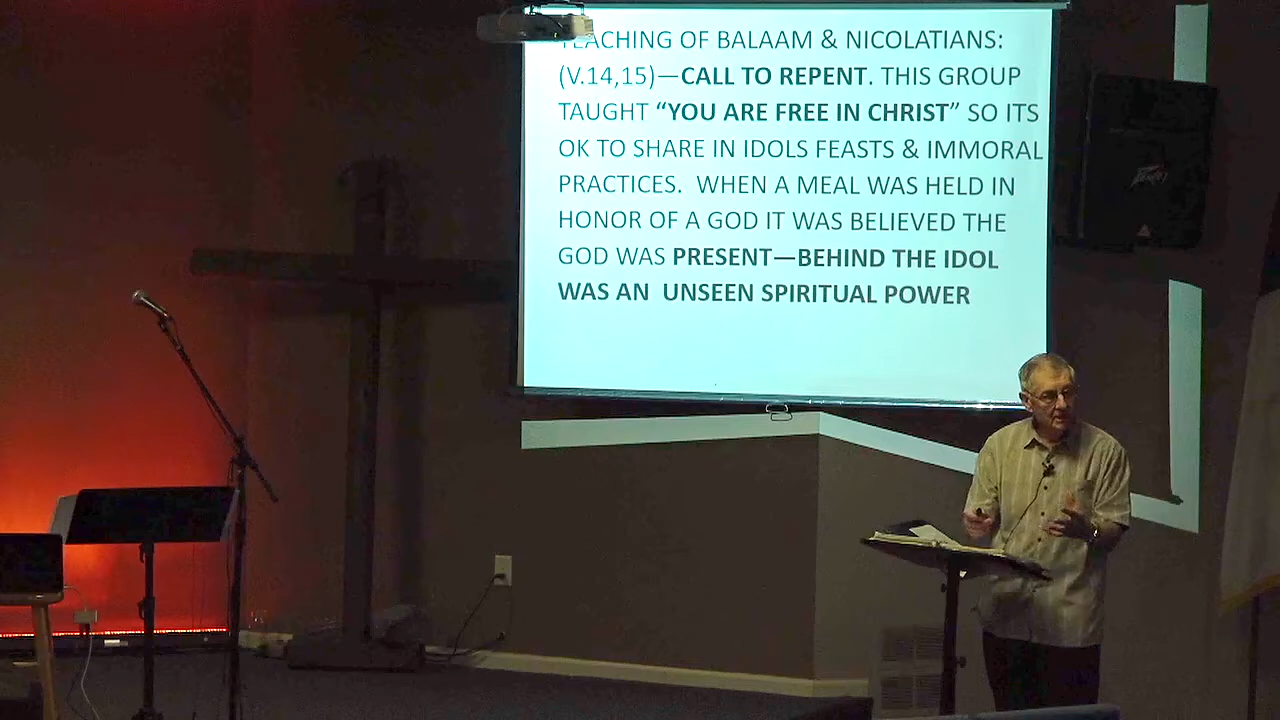 TEACHING OF BALAAM & NICOLATIANS:
(V.14,15)—CALL TO REPENT. THIS GROUP
TAUGHT “YOU ARE FREE IN CHRIST” SO ITS
OK TO SHARE IN IDOLS FEASTS & IMMORAL
PRACTICES. WHEN A MEAL WAS HELD IN
HONOR OF A GOD IT WAS BELIEVED THE
GOD WAS PRESENT—BEHIND THE IDOL
WAS AN UNSEEN SPIRITUAL POWER
Peavey